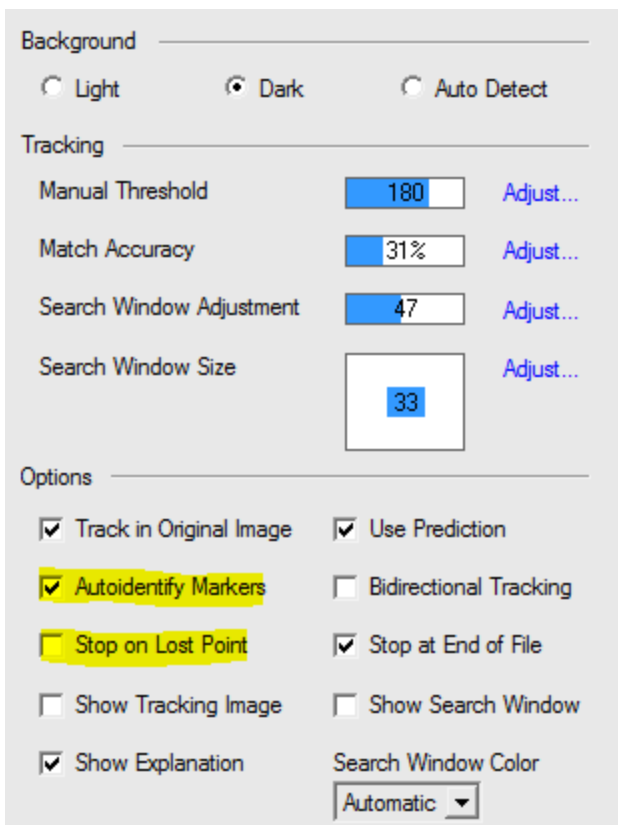 Background
Light Dark Auto Detect
Tracking
Manual Threshold 180 Adjust...
Match Accuracy 31% Adjust...
Search Window Adjustment 47 Adjust...
Search Window Size 33 Adjust...
Options
Track in Original Image Use Prediction
Autoidentify Markers Bidirectional Tracking
Stop on Lost Point Stop at End of File
Show Tracking Image Show Search Window
Show Explanation Search Window Color
Automatic